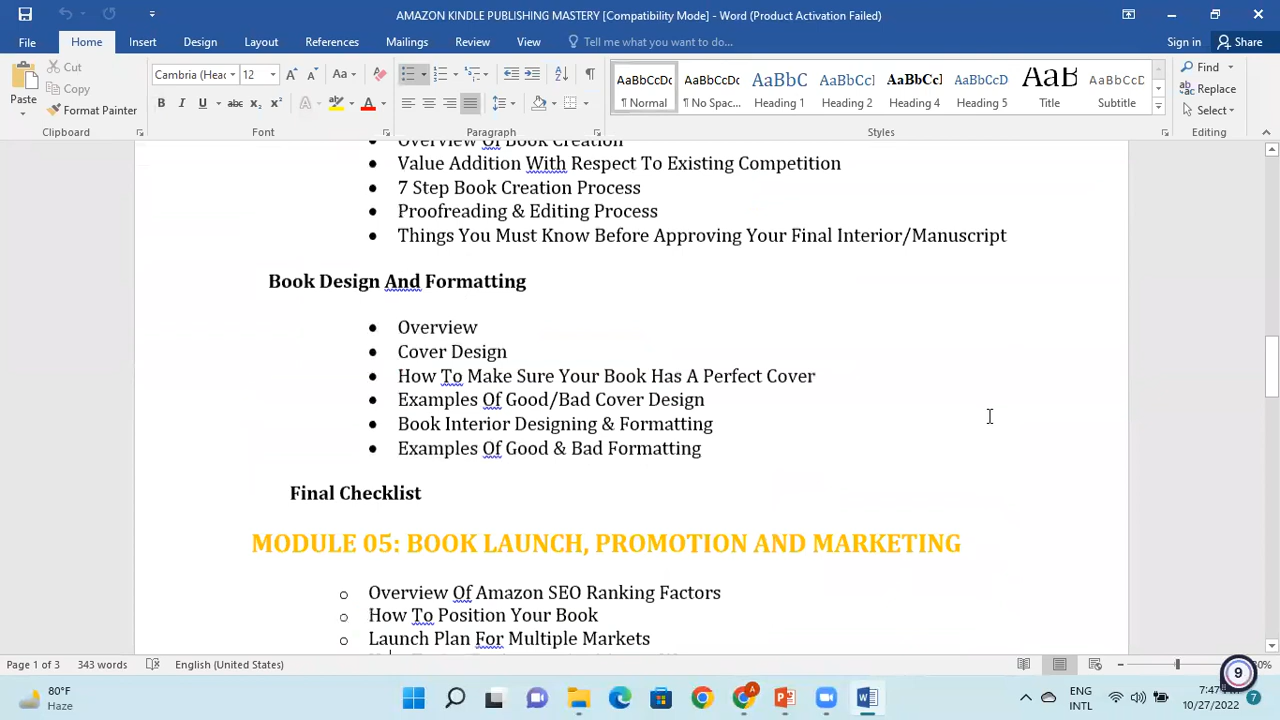 AMAZON KINDLE PUBLISHING MASTERY [Compatibility Mode] - Word (Product Activation Failed)
File Home Insert Design Layout References Mailings Review View Tell me what you want to do... Sign in Share
Paste Cut Copy Format Painter
Clipboard
Cambria (Head 12
Font
Paragraph
AaBbCcDc AaBbCcDc AaBbC AaBbCcl AaBbCcl AaBbCcD AaB AaBbCcD
¶ Normal ¶ No Spac... Heading 1 Heading 2 Heading 4 Heading 5 Title Subtitle
Styles
Find Replace Select
Editing
Overview Of Book Creation
• Value Addition With Respect To Existing Competition
• 7 Step Book Creation Process
• Proofreading & Editing Process
• Things You Must Know Before Approving Your Final Interior/Manuscript
Book Design And Formatting
• Overview
• Cover Design
• How To Make Sure Your Book Has A Perfect Cover
• Examples Of Good/Bad Cover Design
• Book Interior Designing & Formatting
• Examples Of Good & Bad Formatting
Final Checklist
MODULE 05: BOOK LAUNCH, PROMOTION AND MARKETING
o Overview Of Amazon SEO Ranking Factors
o How To Position Your Book
o Launch Plan For Multiple Markets
Page 1 of 3 343 words English (United States)
80°F
Haze
ENG
INTL
10/27/2022
9
7